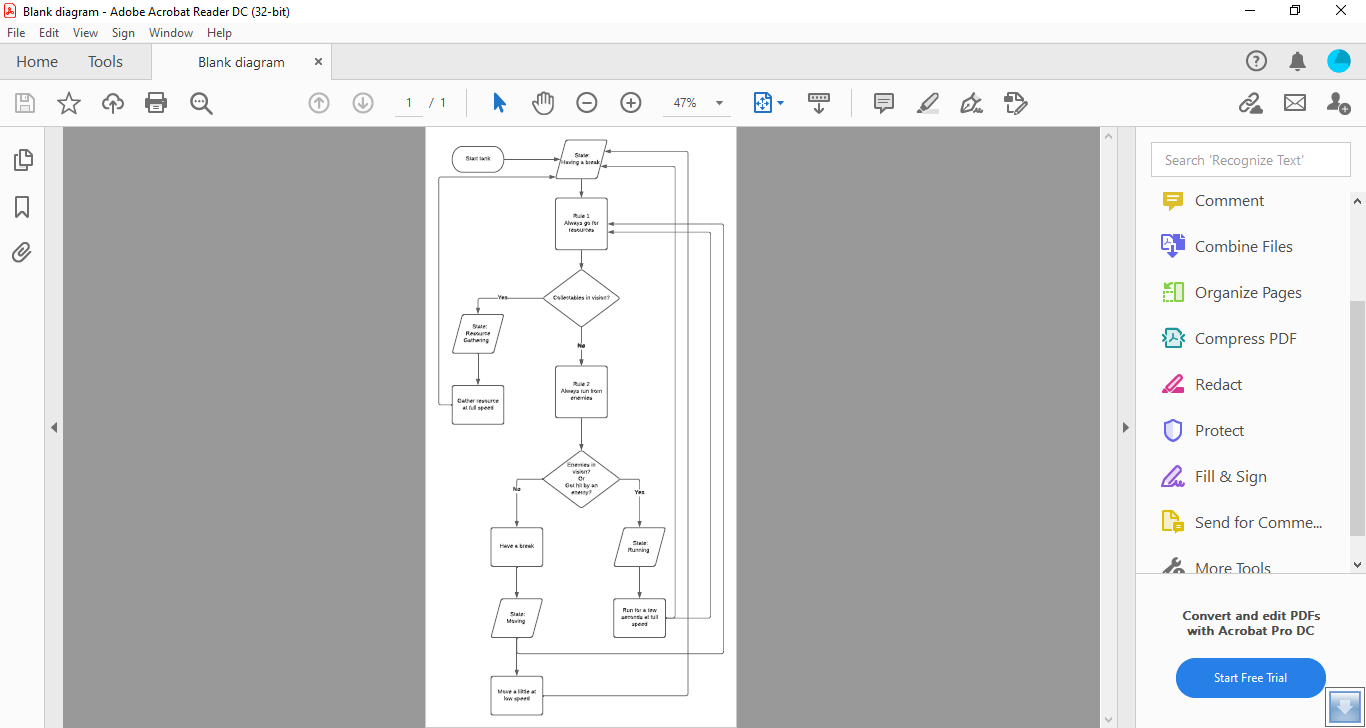 Blank diagram - Adobe Acrobat Reader DC (32-bit)
File Edit View Sign Window Help
Home Tools Blank diagram ×
1 / 1 47%
Search 'Recognize Text'
Comment
Combine Files
Organize Pages
Compress PDF
Redact
Protect
Fill & Sign
Send for Comme...
More Tools
Convert and edit PDFs
with Acrobat Pro DC
Start Free Trial
Start tank
State:
Having a break
Rule 1
Always go for
resources
Collectables in vision?
Yes
State:
Resource
Gathering
Gather resource
at full speed
No
Rule 2
Always run from
enemies
Enemies in
vision?
Or
Got hit by an
enemy?
No
Yes
Have a break
State:
Running
State:
Moving
Run for a few
seconds at full
speed
Move a little at
low speed